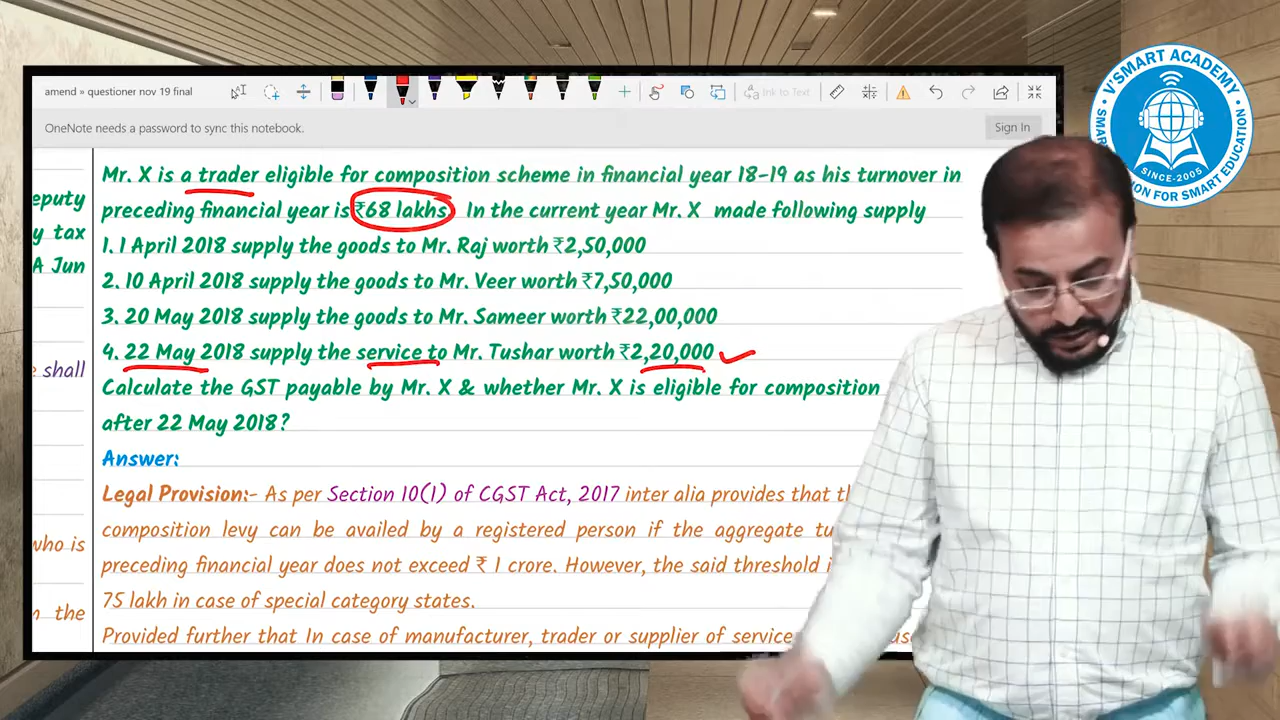 amend » questioner nov 19 final
Ink to Text
OneNote needs a password to sync this notebook.
Sign In
V'SMART ACADEMY
SINCE-2005
ION FOR SMART EDUCATION
eputy
y tax
A Jun
shall
who is
the
Mr. X is a trader eligible for composition scheme in financial year 18-19 as his turnover in
preceding financial year is ₹68 lakhs In the current year Mr. X made following supply
1. 1 April 2018 supply the goods to Mr. Raj worth ₹2,50,000
2. 10 April 2018 supply the goods to Mr. Veer worth ₹7,50,000
3. 20 May 2018 supply the goods to Mr. Sameer worth ₹22,00,000
4. 22 May 2018 supply the service to Mr. Tushar worth ₹2,20,000
Calculate the GST payable by Mr. X & whether Mr. X is eligible for composition
after 22 May 2018?
Answer:
Legal Provision:- As per Section 10(1) of CGST Act, 2017 inter alia provides that
composition levy can be availed by a registered person if the aggregate
preceding financial year does not exceed ₹ 1 crore. However, the said threshold
75 lakh in case of special category states.
Provided further that In case of manufacturer, trader or supplier of service